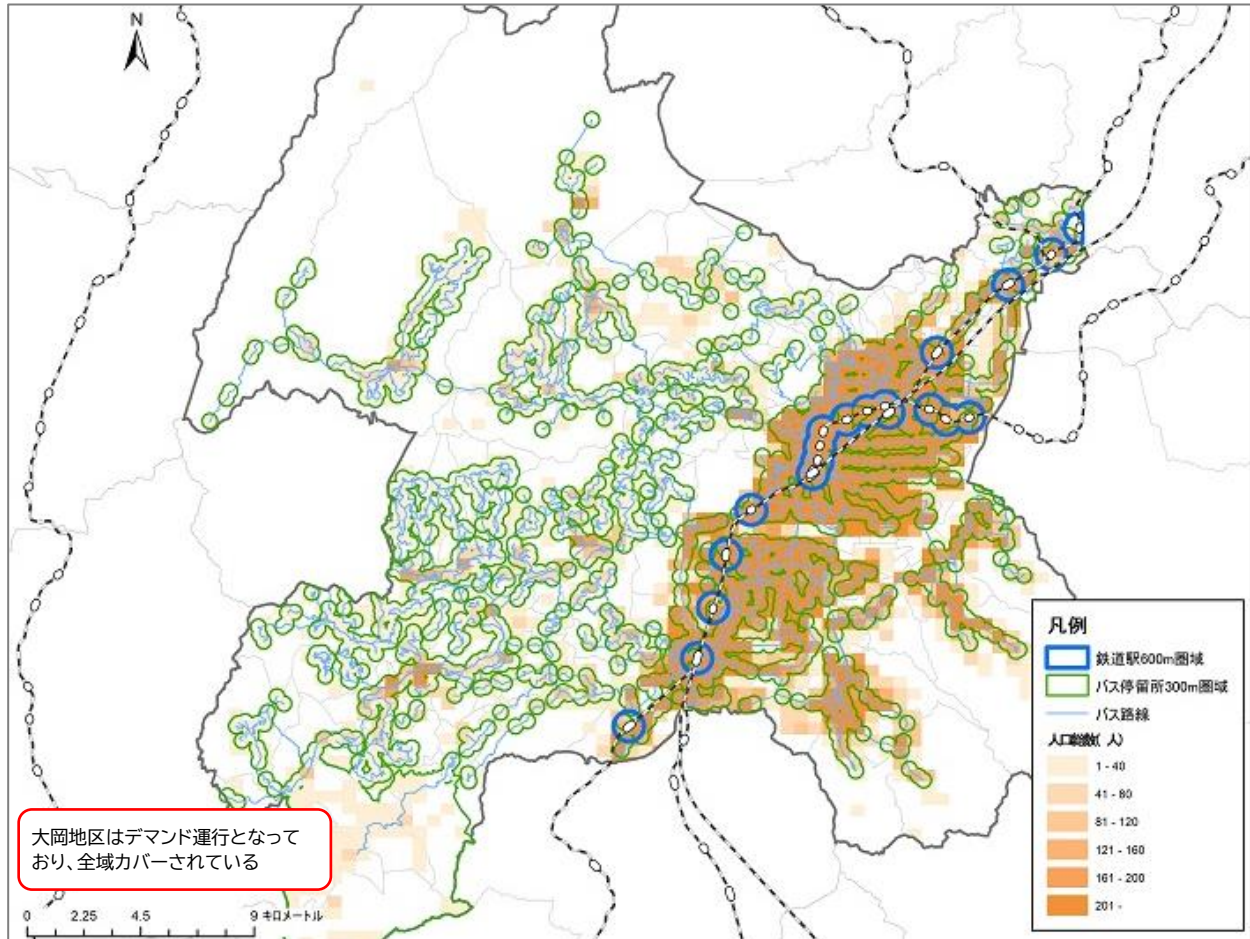 N
凡例
鉄道駅600m圏域
バス停留所300m圏域
バス路線
人口総数(人)
1 - 40
41 - 80
81 - 120
121 - 160
161 - 200
201 -
大岡地区はデマンド運行となって
おり、全域カバーされている
0 2.25 4.5 9 キロメートル